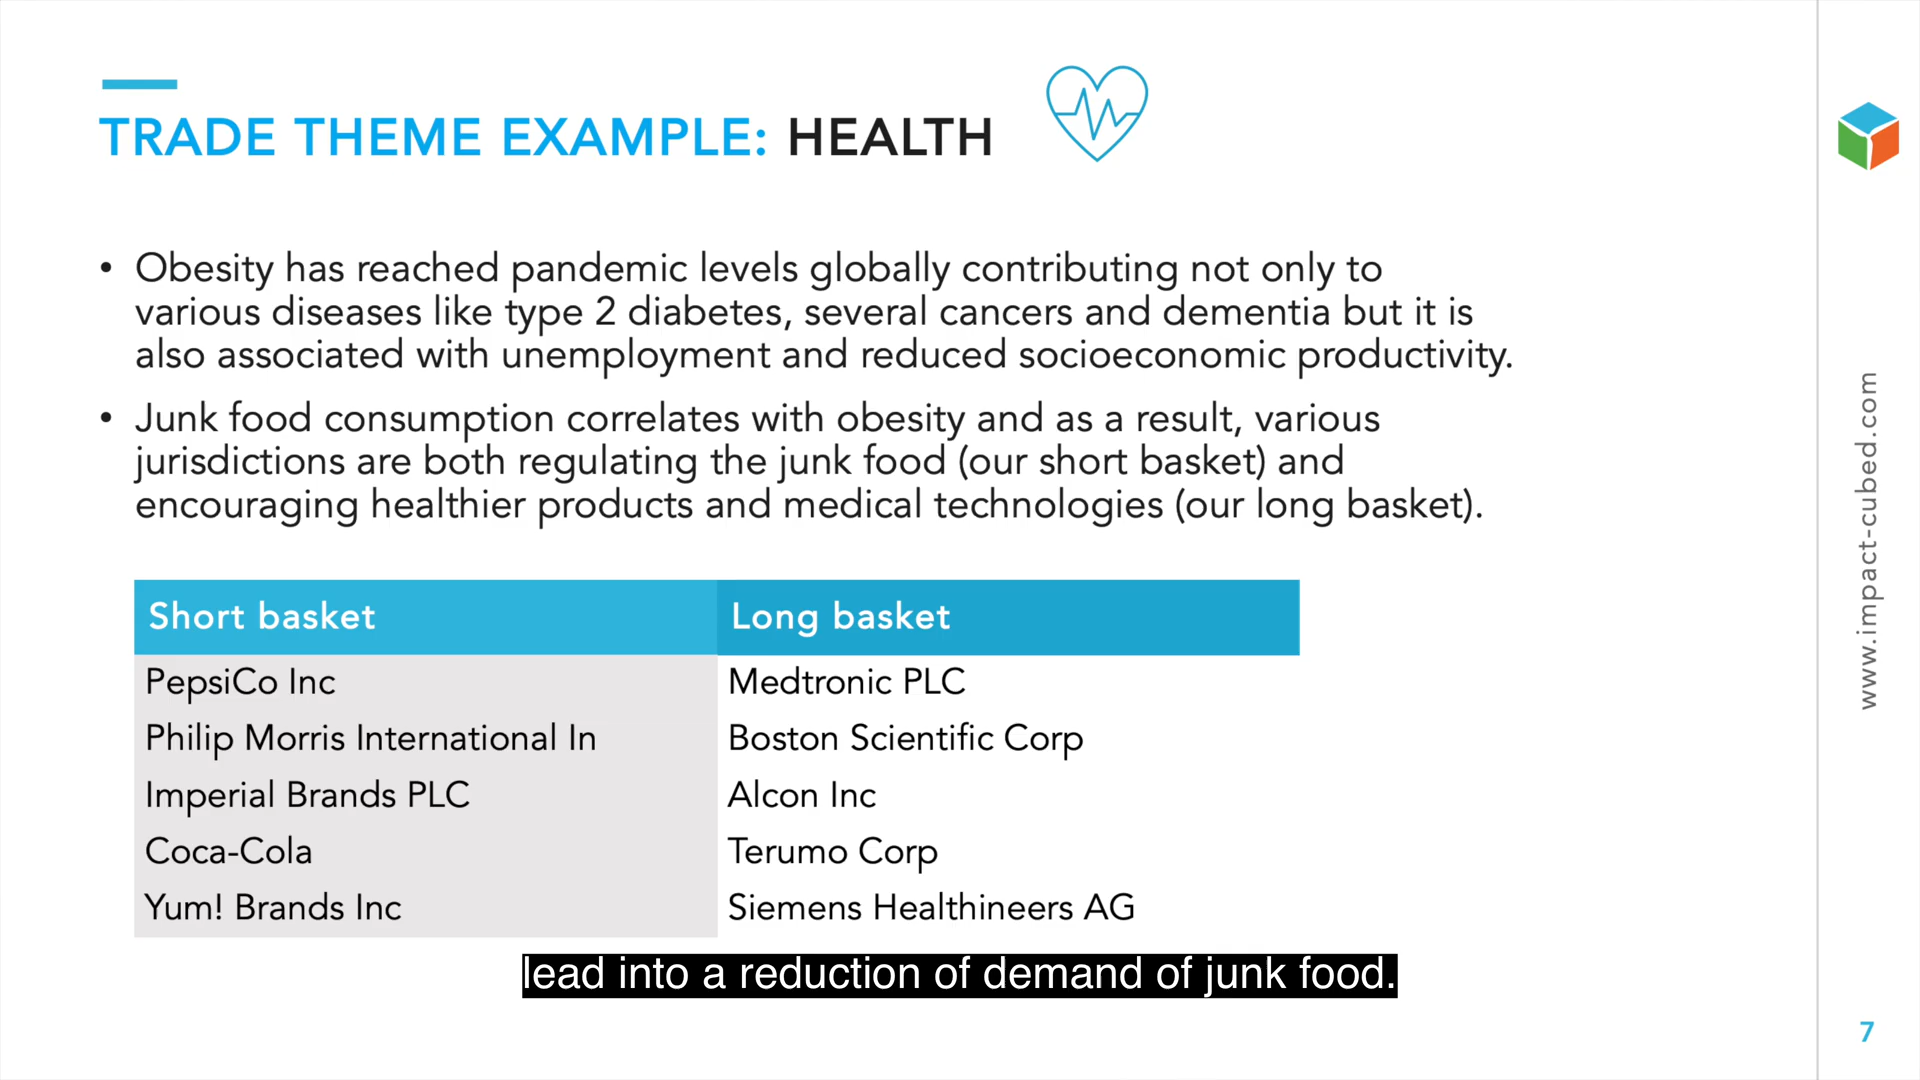 TRADE THEME EXAMPLE: HEALTH
• Obesity has reached pandemic levels globally contributing not only to
various diseases like type 2 diabetes, several cancers and dementia but it is
also associated with unemployment and reduced socioeconomic productivity.
• Junk food consumption correlates with obesity and as a result, various
jurisdictions are both regulating the junk food (our short basket) and
encouraging healthier products and medical technologies (our long basket).
Short basket Long basket
PepsiCo Inc Medtronic PLC
Philip Morris International In Boston Scientific Corp
Imperial Brands PLC Alcon Inc
Coca-Cola Terumo Corp
Yum! Brands Inc Siemens Healthineers AG
lead into a reduction of demand of junk food.
www.impact-cubed.com
7